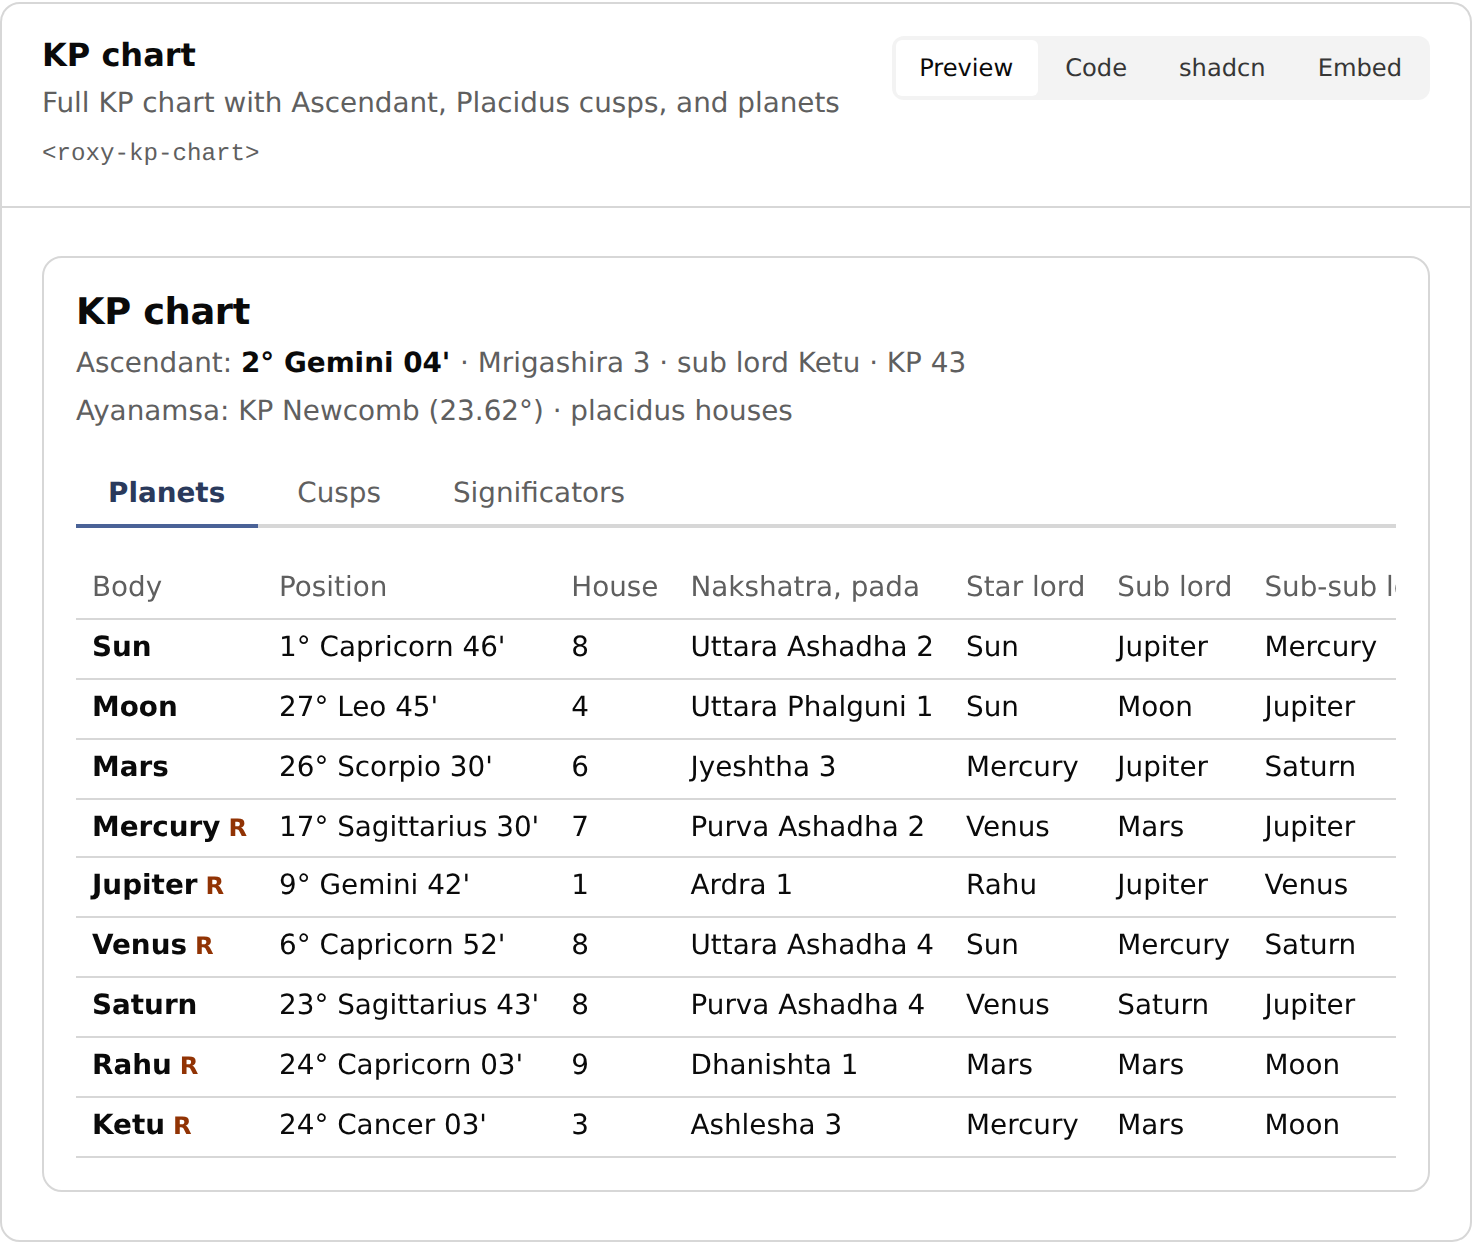 KP chart
Preview Code shadcn Embed
Full KP chart with Ascendant, Placidus cusps, and planets
<roxy-kp-chart>
KP chart
Ascendant: 2° Gemini 04' · Mrigashira 3 · sub lord Ketu · KP 43
Ayanamsa: KP Newcomb (23.62°) · placidus houses
Planets Cusps Significators
Body Position House Nakshatra, pada Star lord Sub lord Sub-sub
Sun 1° Capricorn 46' 8 Uttara Ashadha 2 Sun Jupiter Mercury
Moon 27° Leo 45' 4 Uttara Phalguni 1 Sun Moon Jupiter
Mars 26° Scorpio 30' 6 Jyeshtha 3 Mercury Jupiter Saturn
Mercury R 17° Sagittarius 30' 7 Purva Ashadha 2 Venus Mars Jupiter
Jupiter R 9° Gemini 42' 1 Ardra 1 Rahu Jupiter Venus
Venus R 6° Capricorn 52' 8 Uttara Ashadha 4 Sun Mercury Saturn
Saturn 23° Sagittarius 43' 8 Purva Ashadha 4 Venus Saturn Jupiter
Rahu R 24° Capricorn 03' 9 Dhanishta 1 Mars Mars Moon
Ketu R 24° Cancer 03' 3 Ashlesha 3 Mercury Mars Moon